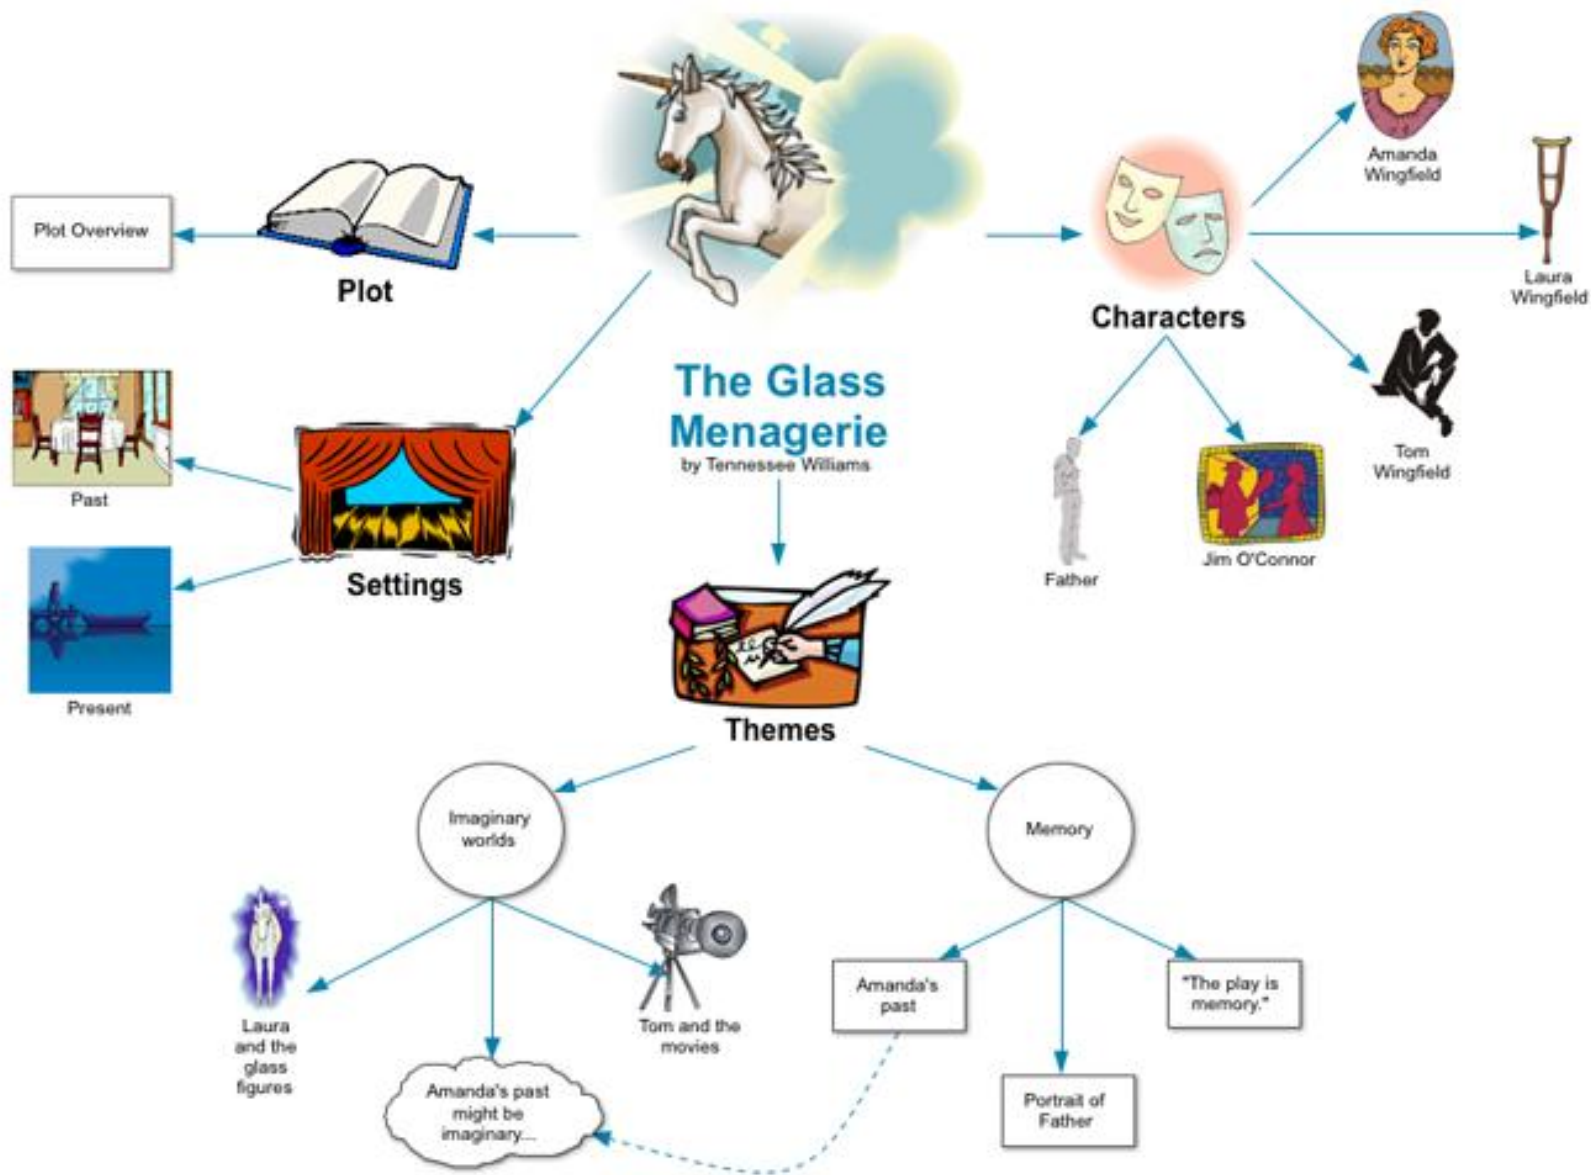 The Glass
Menagerie
by Tennessee Williams
Plot
Plot Overview
Settings
Past
Present
Characters
Amanda
Wingfield
Laura
Wingfield
Tom
Wingfield
Jim O'Connor
Father
Themes
Imaginary
worlds
Laura
and the
glass
figures
Amanda's past
might be
imaginary...
Tom and the
movies
Memory
Amanda's
past
Portrait of
Father
"The play is
memory."